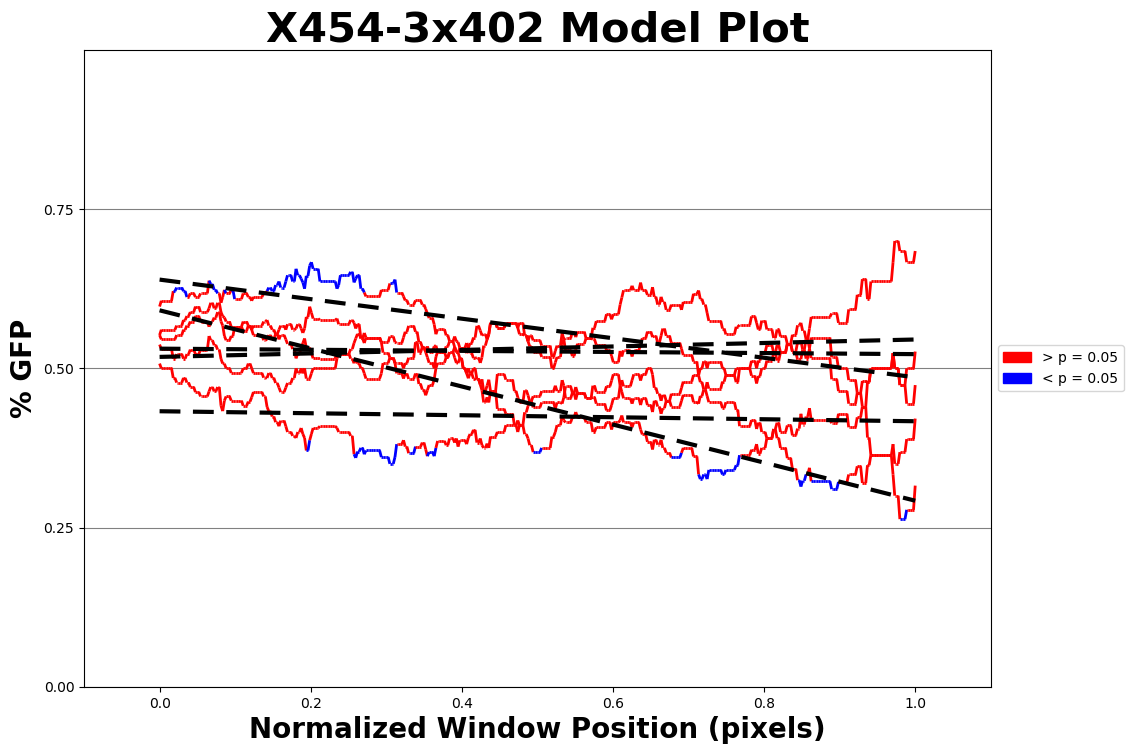 X454-3x402 Model Plot
% GFP
0.75
0.50
0.25
0.00
0.0 0.2 0.4 0.6 0.8 1.0
Normalized Window Position (pixels)
> p = 0.05
< p = 0.05